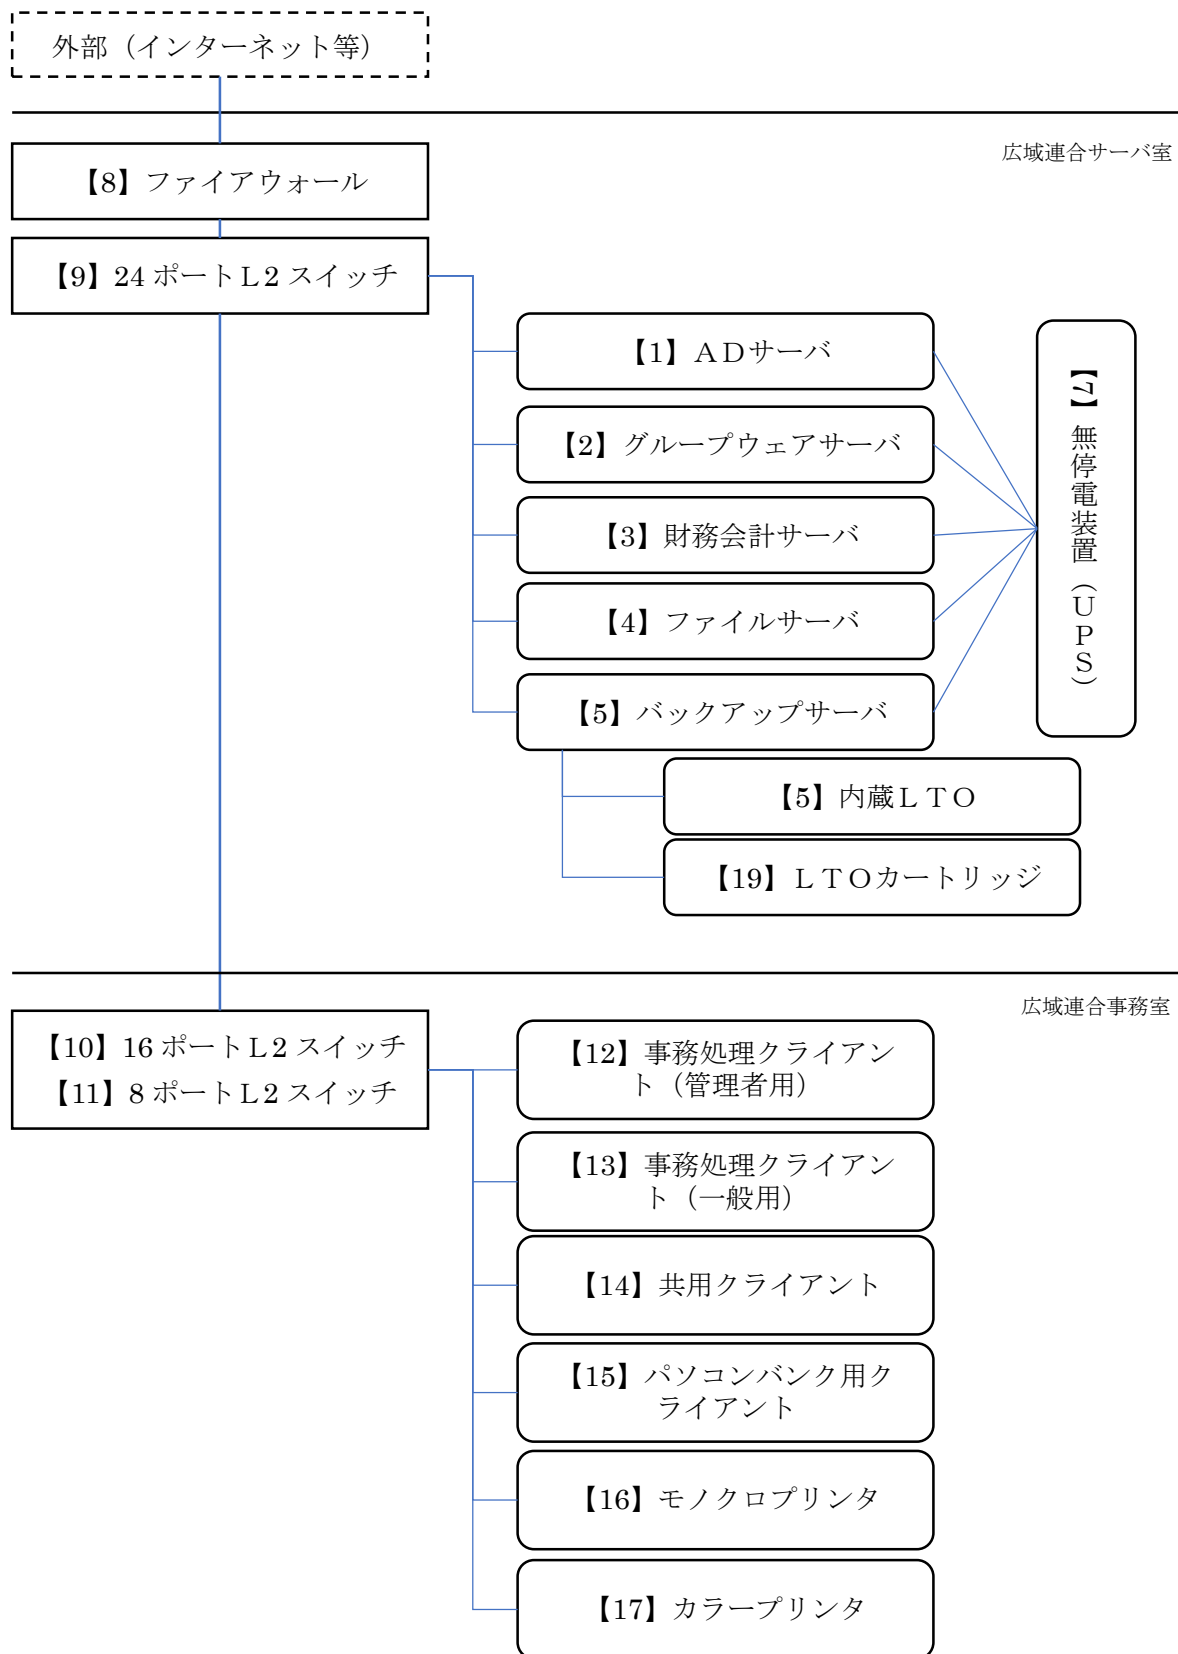 外部（インターネット等）
広域連合サーバ室
【8】ファイアウォール
【9】24 ポートＬ2 スイッチ
【1】ＡＤサーバ
【2】グループウェアサーバ
【3】財務会計サーバ
【4】ファイルサーバ
【5】バックアップサーバ
【7】無停電装置（ＵＰＳ）
【5】内蔵ＬＴＯ
【19】ＬＴＯカートリッジ
広域連合事務室
【10】16 ポートＬ2 スイッチ
【11】8 ポートＬ2 スイッチ
【12】事務処理クライアン
ト（管理者用）
【13】事務処理クライアン
ト（一般用）
【14】共用クライアント
【15】パソコンバンク用ク
ライアント
【16】モノクロプリンタ
【17】カラープリンタ